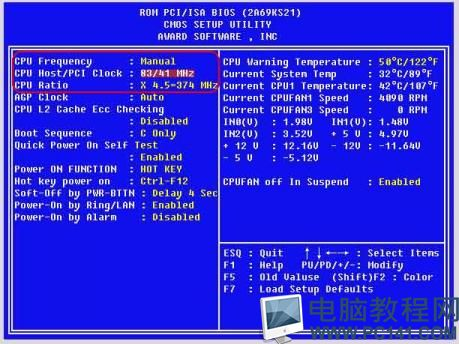 ROM PCI/ISA BIOS (2A69KS21)
CMOS SETUP UTILITY
AWARD SOFTWARE , INC
CPU Frequency : Manual
CPU Host/PCI Clock : 83/41 MHz
CPU Ratio : X 4.5=374 MHz
AGP Clock : Auto
CPU L2 Cache Ecc Checking
: Disabled
Boot Sequence : C Only
Quick Power On Self Test
: Enabled
Power ON FUNCTION : HOT KEY
Hot key power on : Ctrl-F12
Soft-Off by PWR-BTTN : Delay 4 Sec
Power-On by Ring/LAN : Enabled
Power-On by Alarm : Disabled
CPU Warning Temperature : 50°C/122°F
Current System Temp : 32°C/89°F
Current CPU1 Temperature : 42°C/107°F
Current CPUFAN1 Speed : 4090 RPM
Current CPUFAN3 Speed : 0 RPM
IN0(V) : 1.98V IN1(V) : 1.48V
IN2(V) : 3.52V + 5 V : 4.97V
+ 12 V : 12.16V - 12V : -11.64V
- 5 V : -5.12V
CPUFAN off In Suspend : Enabled
ESQ : Quit ↑ ↓ ←→ : Select Items
F1 : Help PU/PD/+/-: Modify
F5 : Old Valuse (Shift)F2 : Color
F7 : Load Setup Defaults
电脑教程网
WWW.PC141.COM